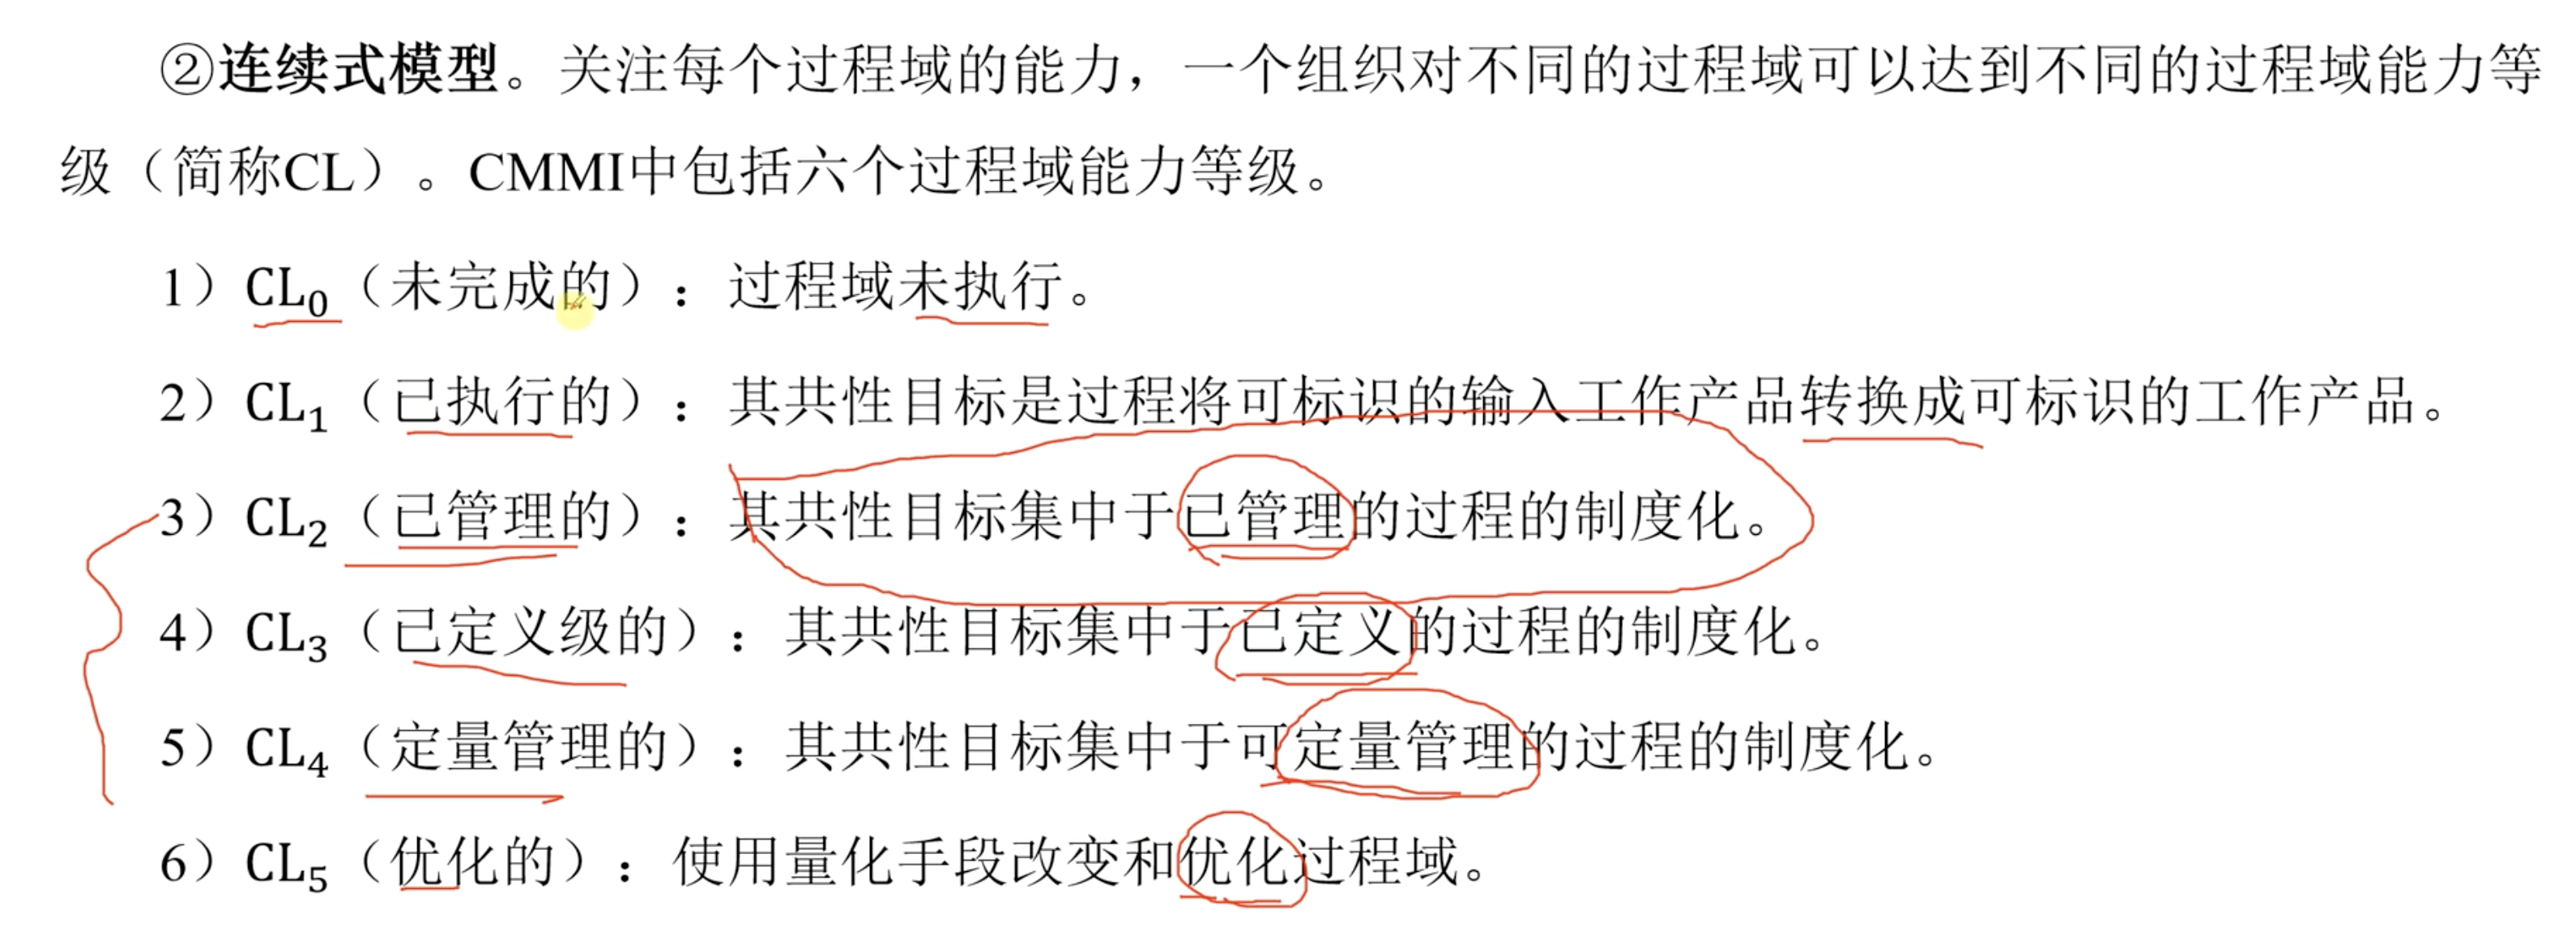 ②连续式模型。关注每个过程域的能力，一个组织对不同的过程域可以达到不同的过程域能力等
级（简称CL）。CMMI中包括六个过程域能力等级。
1）CL₀（未完成的）：过程域未执行。
2）CL₁（已执行的）：其共性目标是过程将可标识的输入工作产品转换成可标识的工作产品。
3）CL₂（已管理的）：其共性目标集中于已管理的过程的制度化。
4）CL₃（已定义级的）：其共性目标集中于已定义的过程的制度化。
5）CL₄（定量管理的）：其共性目标集中于可定量管理的过程的制度化。
6）CL₅（优化的）：使用量化手段改变和优化过程域。